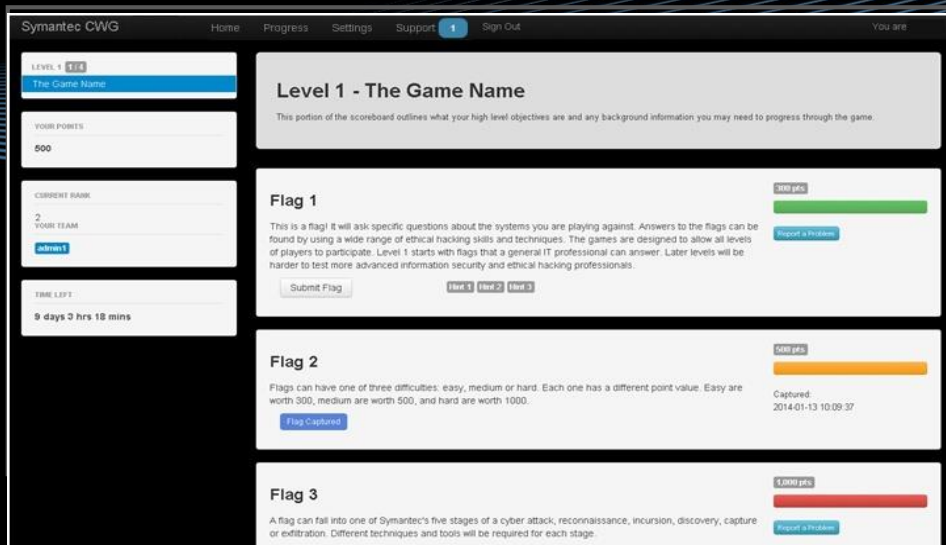 Symantec CWG Home Progress Settings Support 1 Sign Out You are
LEVEL 1 1 / 4
The Game Name
YOUR POINTS
500
CURRENT RANK
2
YOUR TEAM
admin1
TIME LEFT
9 days 3 hrs 18 mins
Level 1 - The Game Name
This portion of the scoreboard outlines what your high level objectives are and any background information you may need to progress through the game.
Flag 1
300 pts
This is a flag! It will ask specific questions about the systems you are playing against. Answers to the flags can be
found by using a wide range of ethical hacking skills and techniques. The games are designed to allow all levels
of players to participate. Level 1 starts with flags that a general IT professional can answer. Later levels will be
harder to test more advanced information security and ethical hacking professionals.
Report a Problem
Submit Flag Hint 1 Hint 2 Hint 3
Flag 2
500 pts
Flags can have one of three difficulties: easy, medium or hard. Each one has a different point value. Easy are
worth 300, medium are worth 500, and hard are worth 1000.
Captured:
2014-01-13 10:09:37
Flag Captured
Flag 3
1,000 pts
A flag can fall into one of Symantec's five stages of a cyber attack, reconnaissance, incursion, discovery, capture
or exfiltration. Different techniques and tools will be required for each stage.
Report a Problem